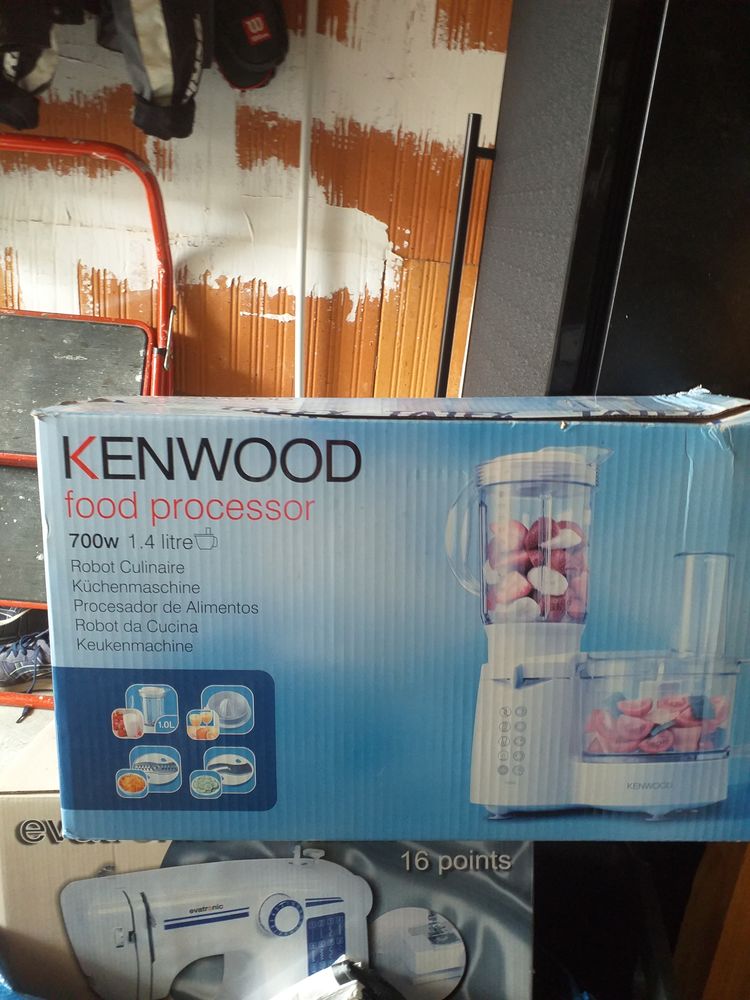 KENWOOD
food processor
700w 1.4 litre
Robot Culinaire
Küchenmaschine
Procesador de Alimentos
Robot da Cucina
Keukenmachine
1.0L
KENWOOD
16 points
evatronic